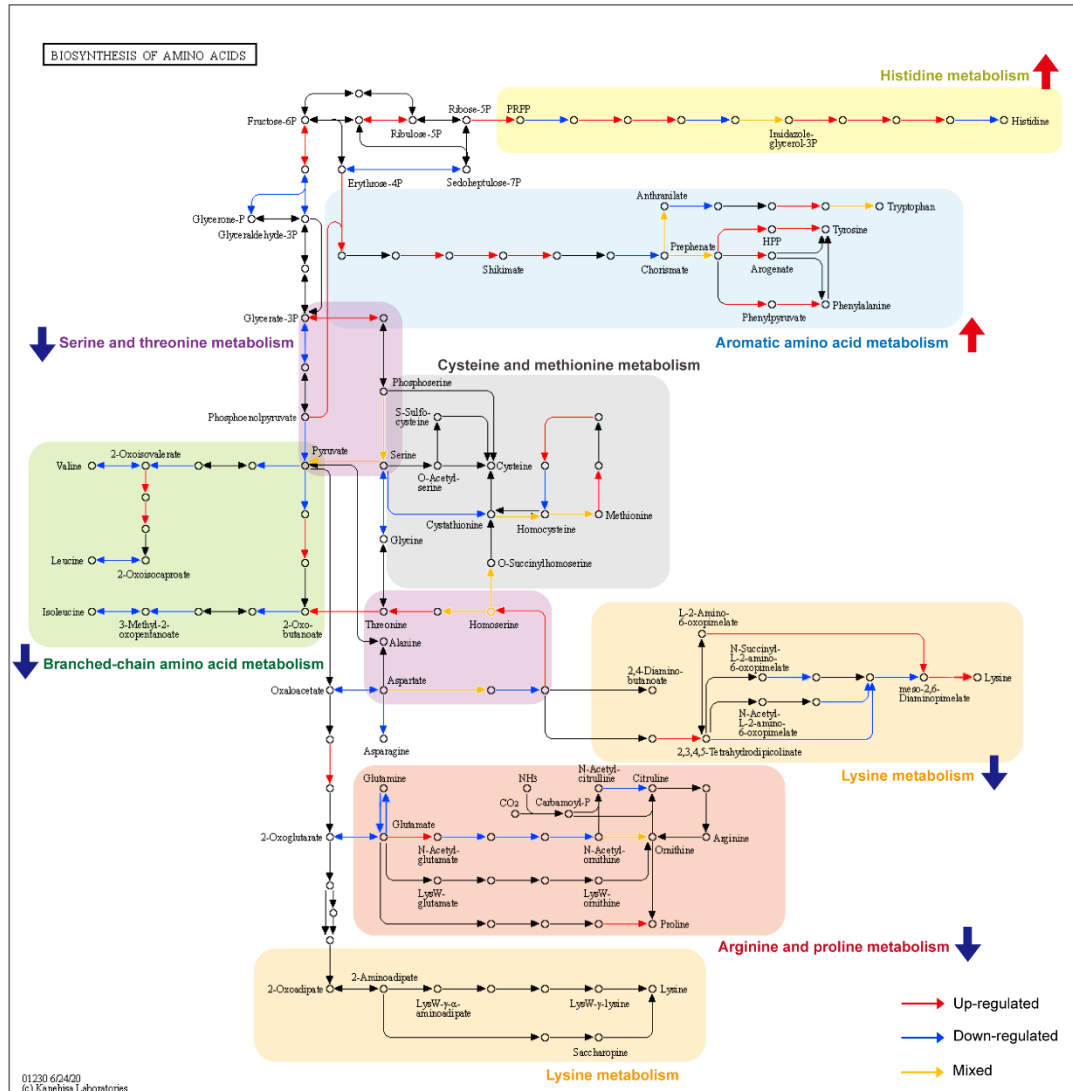 BIOSYNTHESIS OF AMINO ACIDS
Histidine metabolism
Fructose-6P
Ribulose-5P
Ribose-5P
PRPP
Imidazole-
glycerol-3P
Histidine
Erythrose-4P
Sedoheptulose-7P
Glycerone-P
Glyceraldehyde-3P
Anthranilate
Tryptophan
Shikimate
Chorismate
Prephenate
HPP
Tyrosine
Arogenate
Phenylpyruvate
Phenylalanine
Aromatic amino acid metabolism
Glycerate-3P
Serine and threonine metabolism
Cysteine and methionine metabolism
Phosphoserine
Phosphoenolpyruvate
S-Sulfo-
cysteine
Pyruvate
Serine
O-Acetyl-
serine
Cysteine
Cystathionine
Homocysteine
Methionine
Glycine
O-Succinylhomoserine
Valine
2-Oxoisovalerate
Leucine
2-Oxoisocaproate
Isoleucine
3-Methyl-2-
oxopentanoate
2-Oxo-
butanoate
Branched-chain amino acid metabolism
Threonine
Homoserine
Alanine
Oxaloacetate
Aspartate
Asparagine
2,4-Diamino-
butanoate
L-2-Amino-
6-oxopimelate
N-Succinyl-
L-2-amino-
6-oxopimelate
N-Acetyl-
L-2-amino-
6-oxopimelate
meso-2,6-
Diaminopimelate
Lysine
2,3,4,5-Tetrahydrodipicolinate
Lysine metabolism
Glutamine
NH3
CO2
Carbamoyl-P
N-Acetyl-
citrulline
Citruline
2-Oxoglutarate
Glutamate
N-Acetyl-
glutamate
N-Acetyl-
ornithine
Ornithine
Arginine
LysW-
glutamate
LysW-
ornithine
Proline
Arginine and proline metabolism
2-Oxoadipate
2-Aminoadipate
LysW-γ-α-
aminoadipate
LysW-γ-lysine
Lysine
Saccharopine
Lysine metabolism
Up-regulated
Down-regulated
Mixed
01230 6/24/20
(c) Kanehisa Laboratories